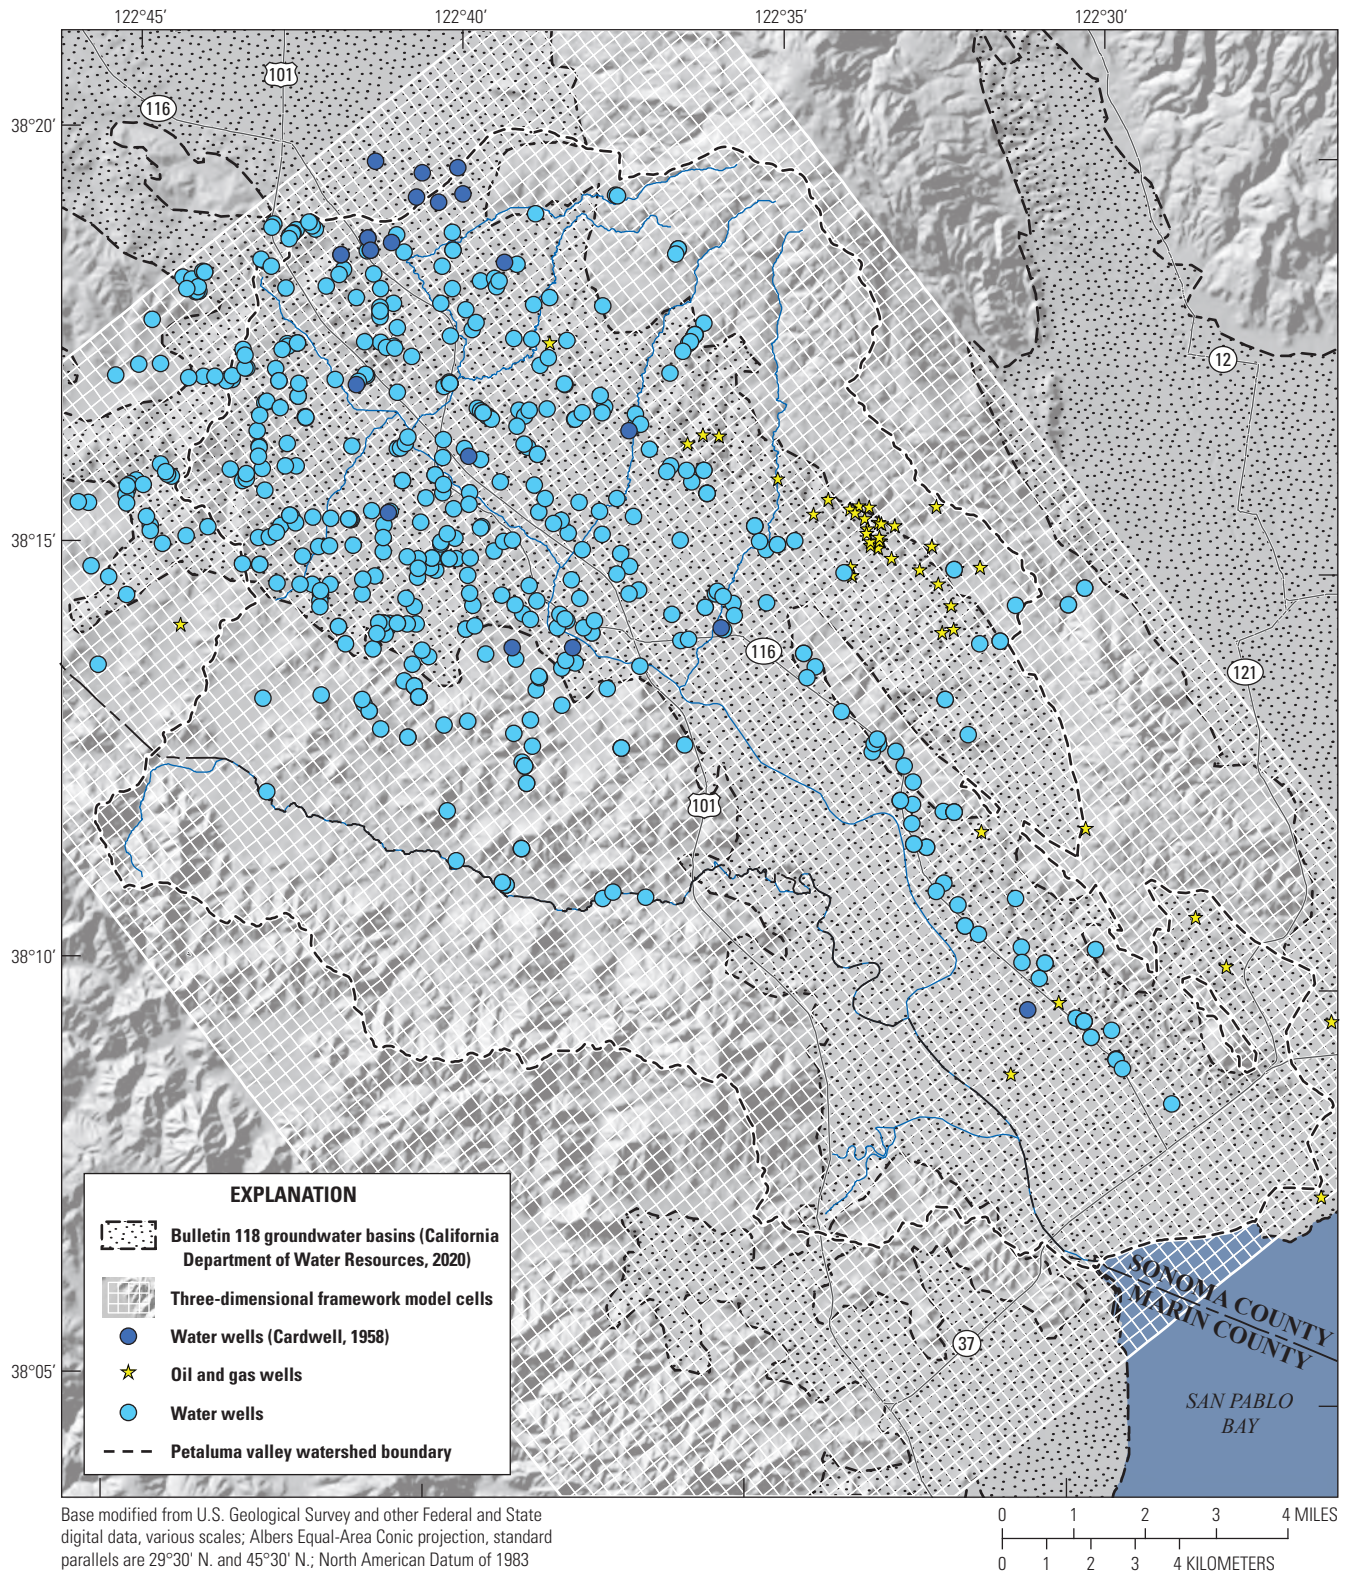 122°45' 122°40' 122°35' 122°30'
101
116
38°20'
12
38°15'
116
121
101
38°10'
SONOMA COUNTY
MARIN COUNTY
37
38°05'
SAN PABLO
BAY
EXPLANATION
Bulletin 118 groundwater basins (California
Department of Water Resources, 2020)
Three-dimensional framework model cells
Water wells (Cardwell, 1958)
Oil and gas wells
Water wells
Petaluma valley watershed boundary
Base modified from U.S. Geological Survey and other Federal and State
digital data, various scales; Albers Equal-Area Conic projection, standard
parallels are 29°30' N. and 45°30' N.; North American Datum of 1983
0 1 2 3 4 MILES
0 1 2 3 4 KILOMETERS